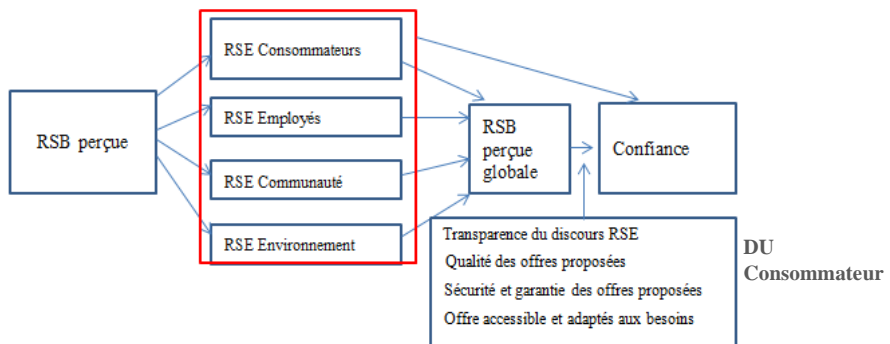 RSB perçue
RSE Consommateurs
RSE Employés
RSE Communauté
RSE Environnement
RSB
perçue
globale
Confiance
Transparence du discours RSE
Qualité des offres proposées
Sécurité et garantie des offres proposées
Offre accessible et adaptés aux besoins
DU
Consommateur